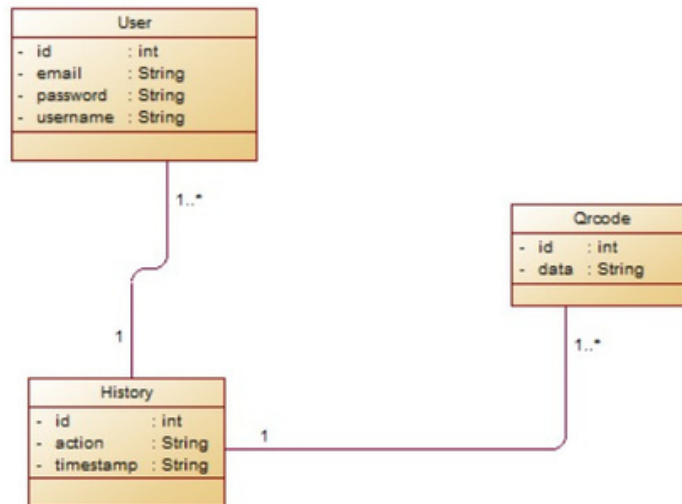 User
- id : int
- email : String
- password : String
- username : String
1..*
Qrcode
- id : int
- data : String
1..*
1
History
- id : int
- action : String
- timestamp : String
1